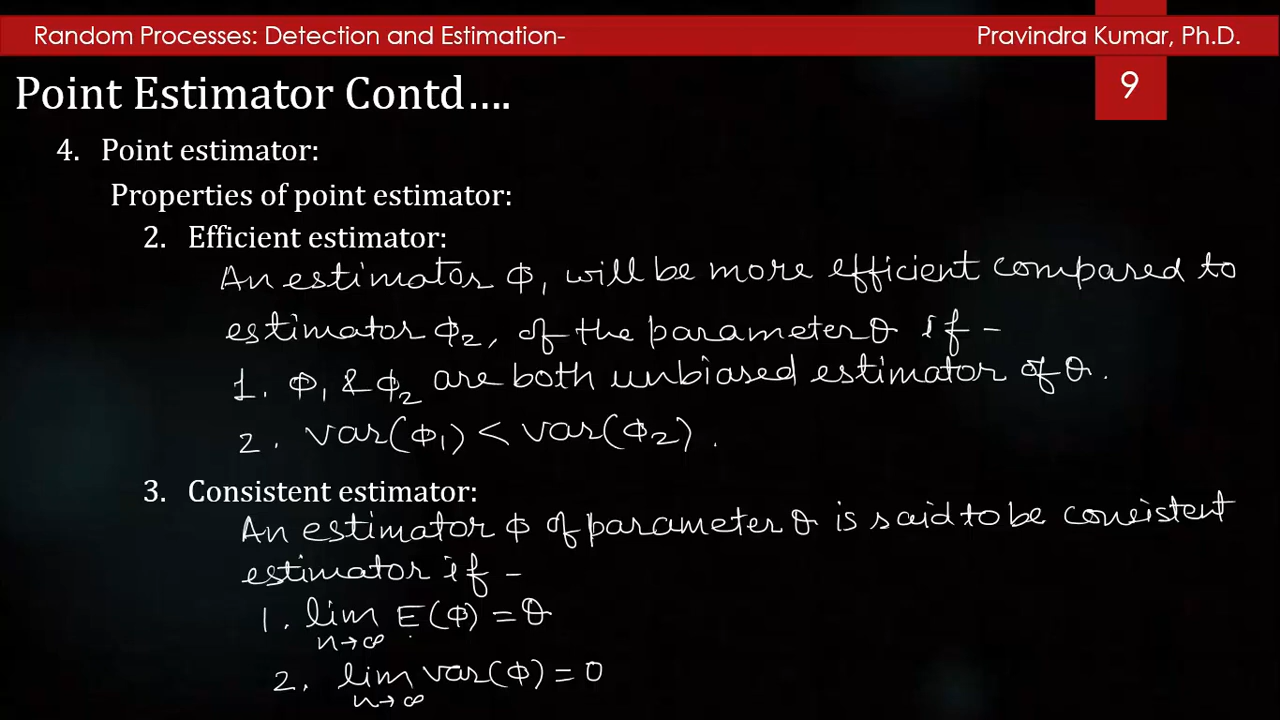 Random Processes: Detection and Estimation- Pravindra Kumar, Ph.D.
Point Estimator Contd…. 9
4. Point estimator:
Properties of point estimator:
2. Efficient estimator:
An estimator Φ₁ will be more efficient compared to
estimator Φ₂, of the parameter θ if -
1. Φ₁ & Φ₂ are both unbiased estimator of θ.
2. var(Φ₁) < var(Φ₂).
3. Consistent estimator:
An estimator Φ of parameter θ is said to be consistent
estimator if -
1. lim E(Φ) = θ
n→∞
2. lim var(Φ) = 0
n→∞